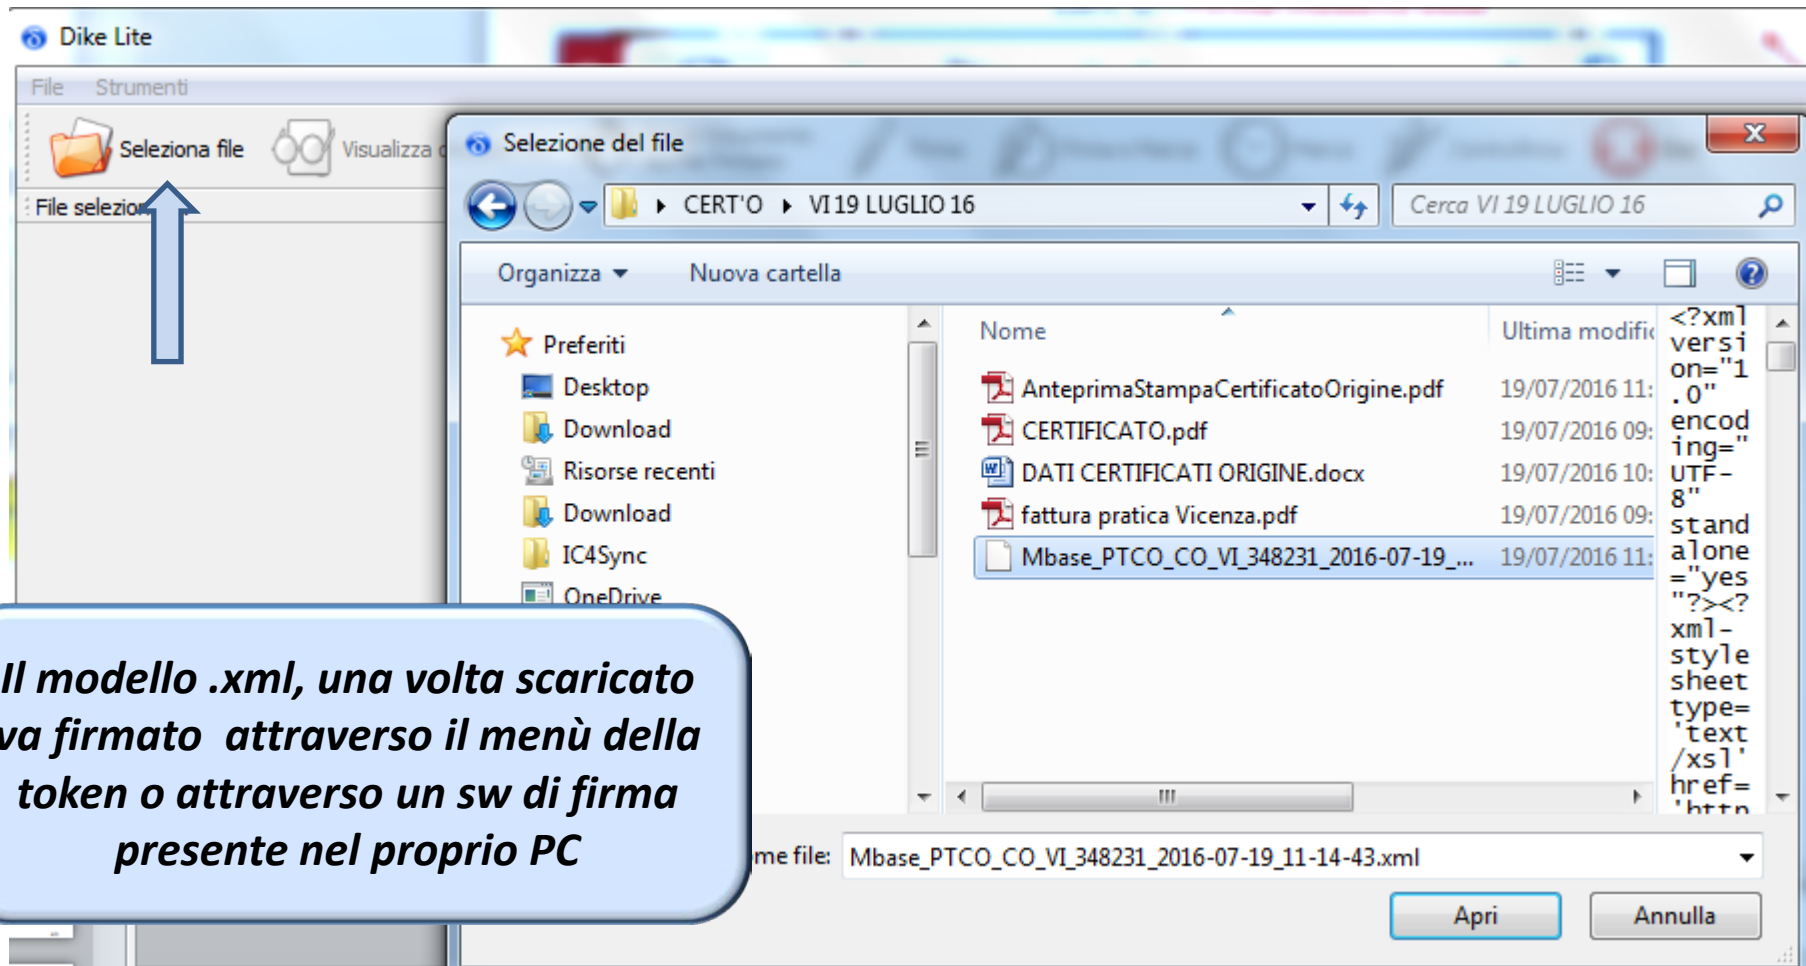 Dike Lite
File Strumenti
Seleziona file Visualizza
File selezion
Selezione del file
CERT'O VI 19 LUGLIO 16
Cerca VI 19 LUGLIO 16
Organizza Nuova cartella
Preferiti
Desktop
Download
Risorse recenti
Download
IC4Sync
OneDrive
Nome Ultima modific
AnteprimaStampaCertificatoOrigine.pdf 19/07/2016 11:
CERTIFICATO.pdf 19/07/2016 09:
DATI CERTIFICATI ORIGINE.docx 19/07/2016 10:
fattura pratica Vicenza.pdf 19/07/2016 09:
Mbase_PTCO_CO_VI_348231_2016-07-19_... 19/07/2016 11:
<?xml
versi
on="1
.0"
encod
ing="
UTF-
8"
stand
alone
="yes
"?><?
xml-
style
sheet
type=
'text
/xsl'
href=
'http
Il modello .xml, una volta scaricato
va firmato attraverso il menù della
token o attraverso un sw di firma
presente nel proprio PC
me file: Mbase_PTCO_CO_VI_348231_2016-07-19_11-14-43.xml
Apri Annulla